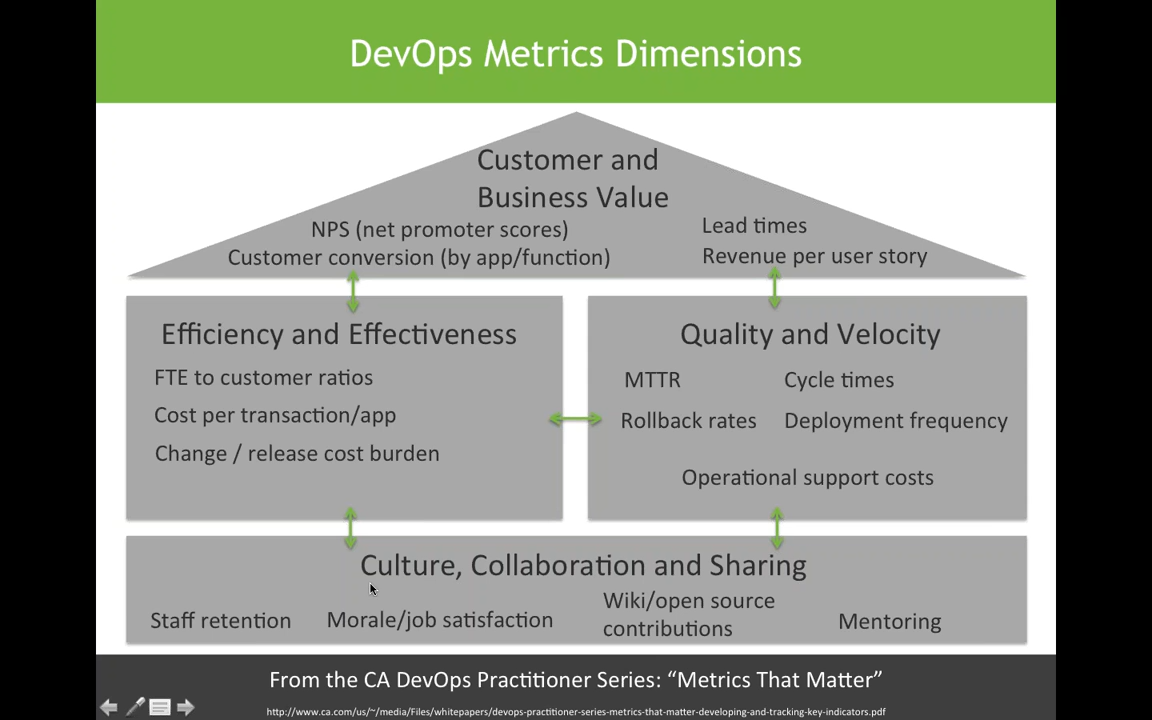 DevOps Metrics Dimensions
Customer and
Business Value
NPS (net promoter scores)
Customer conversion (by app/function)
Lead times
Revenue per user story
Efficiency and Effectiveness
FTE to customer ratios
Cost per transaction/app
Change / release cost burden
Quality and Velocity
MTTR
Cycle times
Rollback rates
Deployment frequency
Operational support costs
Culture, Collaboration and Sharing
Staff retention
Morale/job satisfaction
Wiki/open source
contributions
Mentoring
From the CA DevOps Practitioner Series: “Metrics That Matter”
http://www.ca.com/us/~/media/Files/whitepapers/devops-practitioner-series-metrics-that-matter-developing-and-tracking-key-indicators.pdf